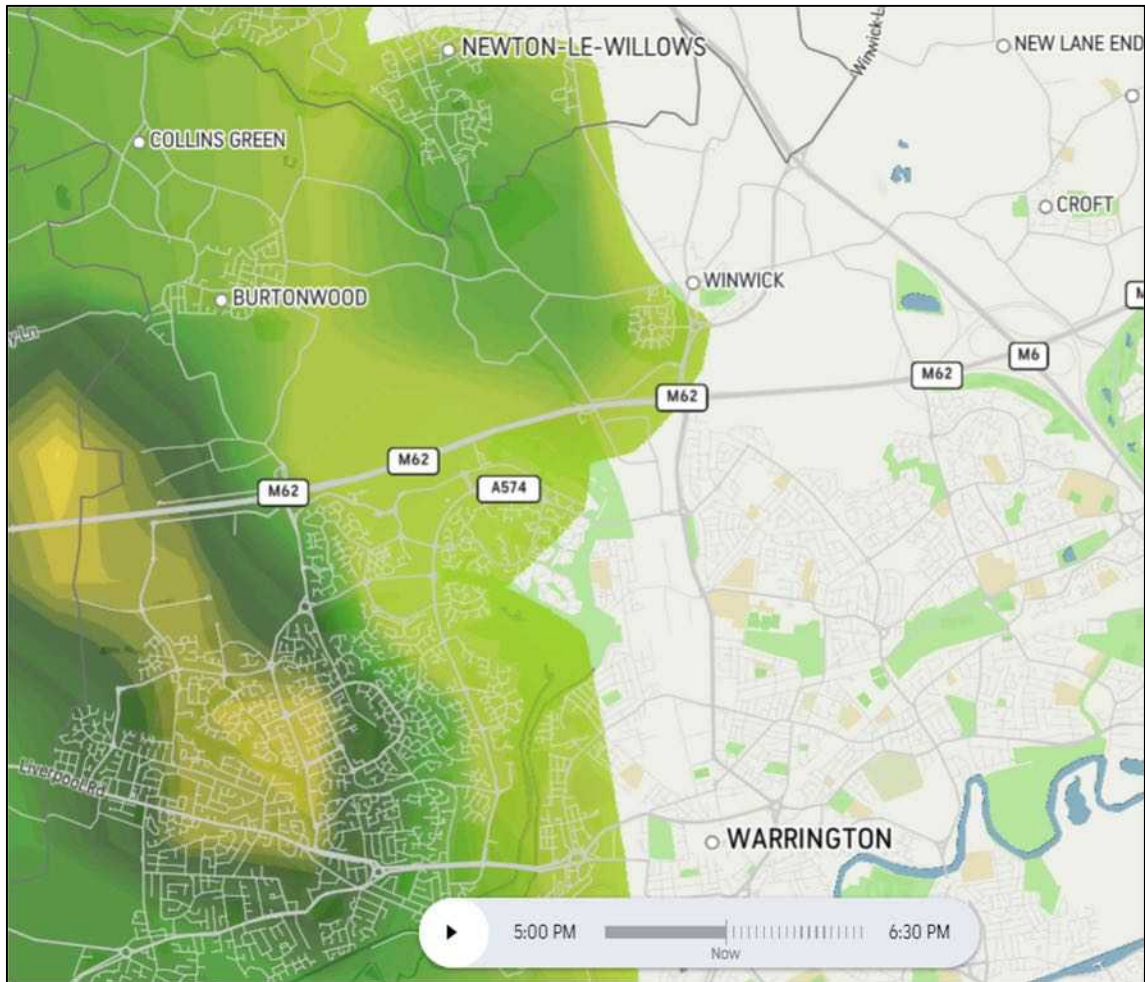 NEWTON-LE-WILLOWS
NEW LANE END
Winwick-L
COLLINS GREEN
CROFT
WINWICK
BURTONWOOD
y-Ln
M
M6
M62
M62
M62
A574
M62
Liverpool Rd
WARRINGTON
5:00 PM
6:30 PM
Now